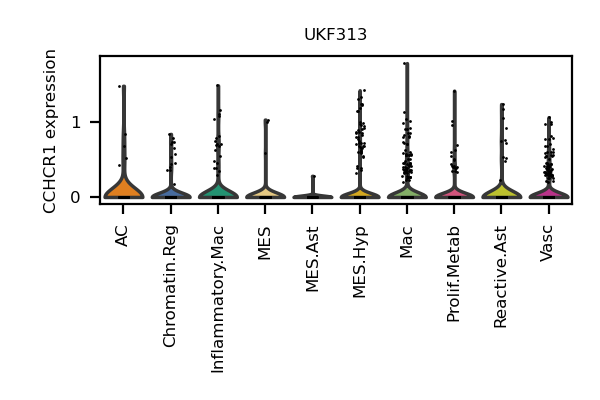 UKF313
CCHCR1 expression
1
0
AC
Chromatin.Reg
Inflammatory.Mac
MES
MES.Ast
MES.Hyp
Mac
Prolif.Metab
Reactive.Ast
Vasc